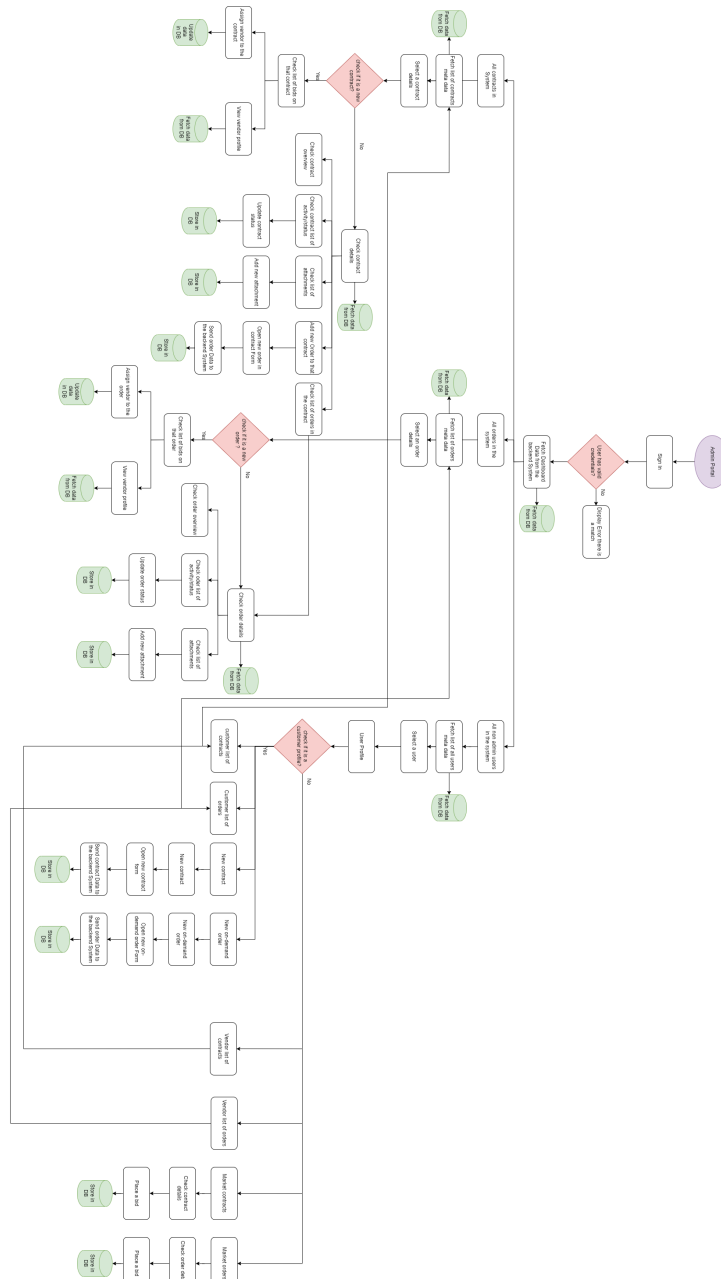 Admin Portal
Sign In
User has valid
credentials?
No
Display Error there is
a match
Fetch Dashboard
Data from the
backend System
Fetch data
from DB
All contracts in
System
Fetch list of contracts
meta data
Fetch data
from DB
Select a contract
details
check if it is a new
contract?
Yes
No
Check list of bids on
that contract
Assign vendor to the
contract
Update
data
in DB
View vendor profile
Fetch data
from DB
Check contract
details
Fetch data
from DB
Check contract
overview
Check contract list of
activity/status
Update contract
status
Store in
DB
Check list of
attachments
Add new attachment
Store in
DB
Add new Order to that
contract
Open new order in
contract Form
Send order Data to
the backend System
Store in
DB
Check list of orders in
the contract
All orders in the
system
Fetch list of orders
meta data
Fetch data
from DB
Select an order
details
check if it is a new
order?
Yes
No
Check list of bids on
that order
Assign vendor to the
order
Update
data
in DB
View vendor profile
Fetch data
from DB
Check order details
Fetch data
from DB
Check order overview
Check oder list of
activity/status
Update order status
Store in
DB
Check list of
attachments
Add new attachment
Store in
DB
All non admin users
in the system
Fetch list of all users
meta data
Fetch data
from DB
Select a user
User Profile
check if it is a
customer profile?
Yes
No
customer list of
contracts
Customer list of
orders
New contract
New contract
Open new contract
form
Send contract Data to
the backend System
Store in
DB
New on-demand
order
New on-demand
order
Open new on-
demand order Form
Send order Data to
the backend System
Store in
DB
Vendor list of
contracts
Vendor list of orders
Market contracts
Check contract
details
Place a bid
Store in
DB
Market orders
Check order
Place a bid
Store in
DB